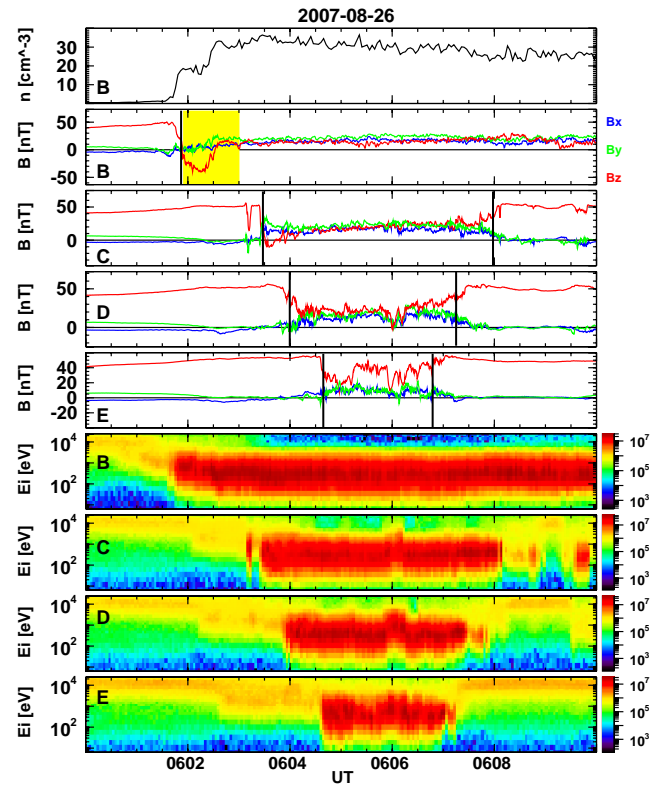 2007-08-26
n [cm^-3]
30
20
10
B
B [nT]
50
0
-50
B
Bx
By
Bz
B [nT]
50
0
C
B [nT]
50
0
D
B [nT]
40
20
0
-20
E
Ei [eV]
10^4
10^2
B
10^7
10^5
10^3
Ei [eV]
10^4
10^2
C
10^7
10^5
10^3
Ei [eV]
10^4
10^2
D
10^7
10^5
10^3
Ei [eV]
10^4
10^2
E
10^7
10^5
10^3
0602 0604 0606 0608
UT